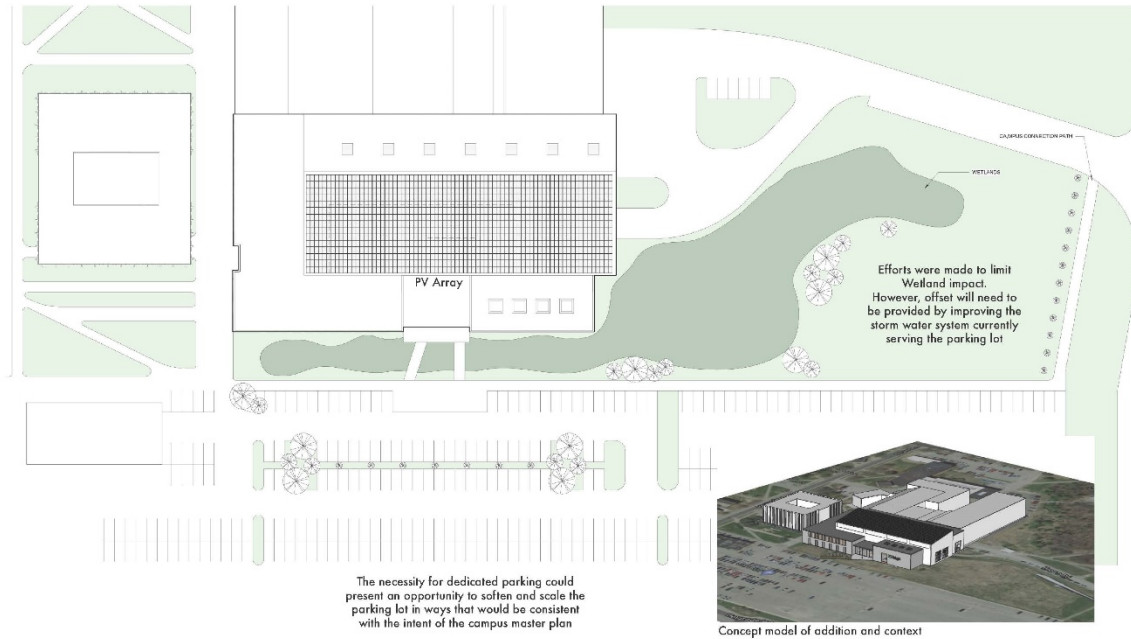 CAMPUS CONNECTION PATH
WETLANDS
Efforts were made to limit
Wetland impact.
However, offset will need to
be provided by improving the
storm water system currently
serving the parking lot
PV Array
The necessity for dedicated parking could
present an opportunity to soften and scale the
parking lot in ways that would be consistent
with the intent of the campus master plan
Concept model of addition and context